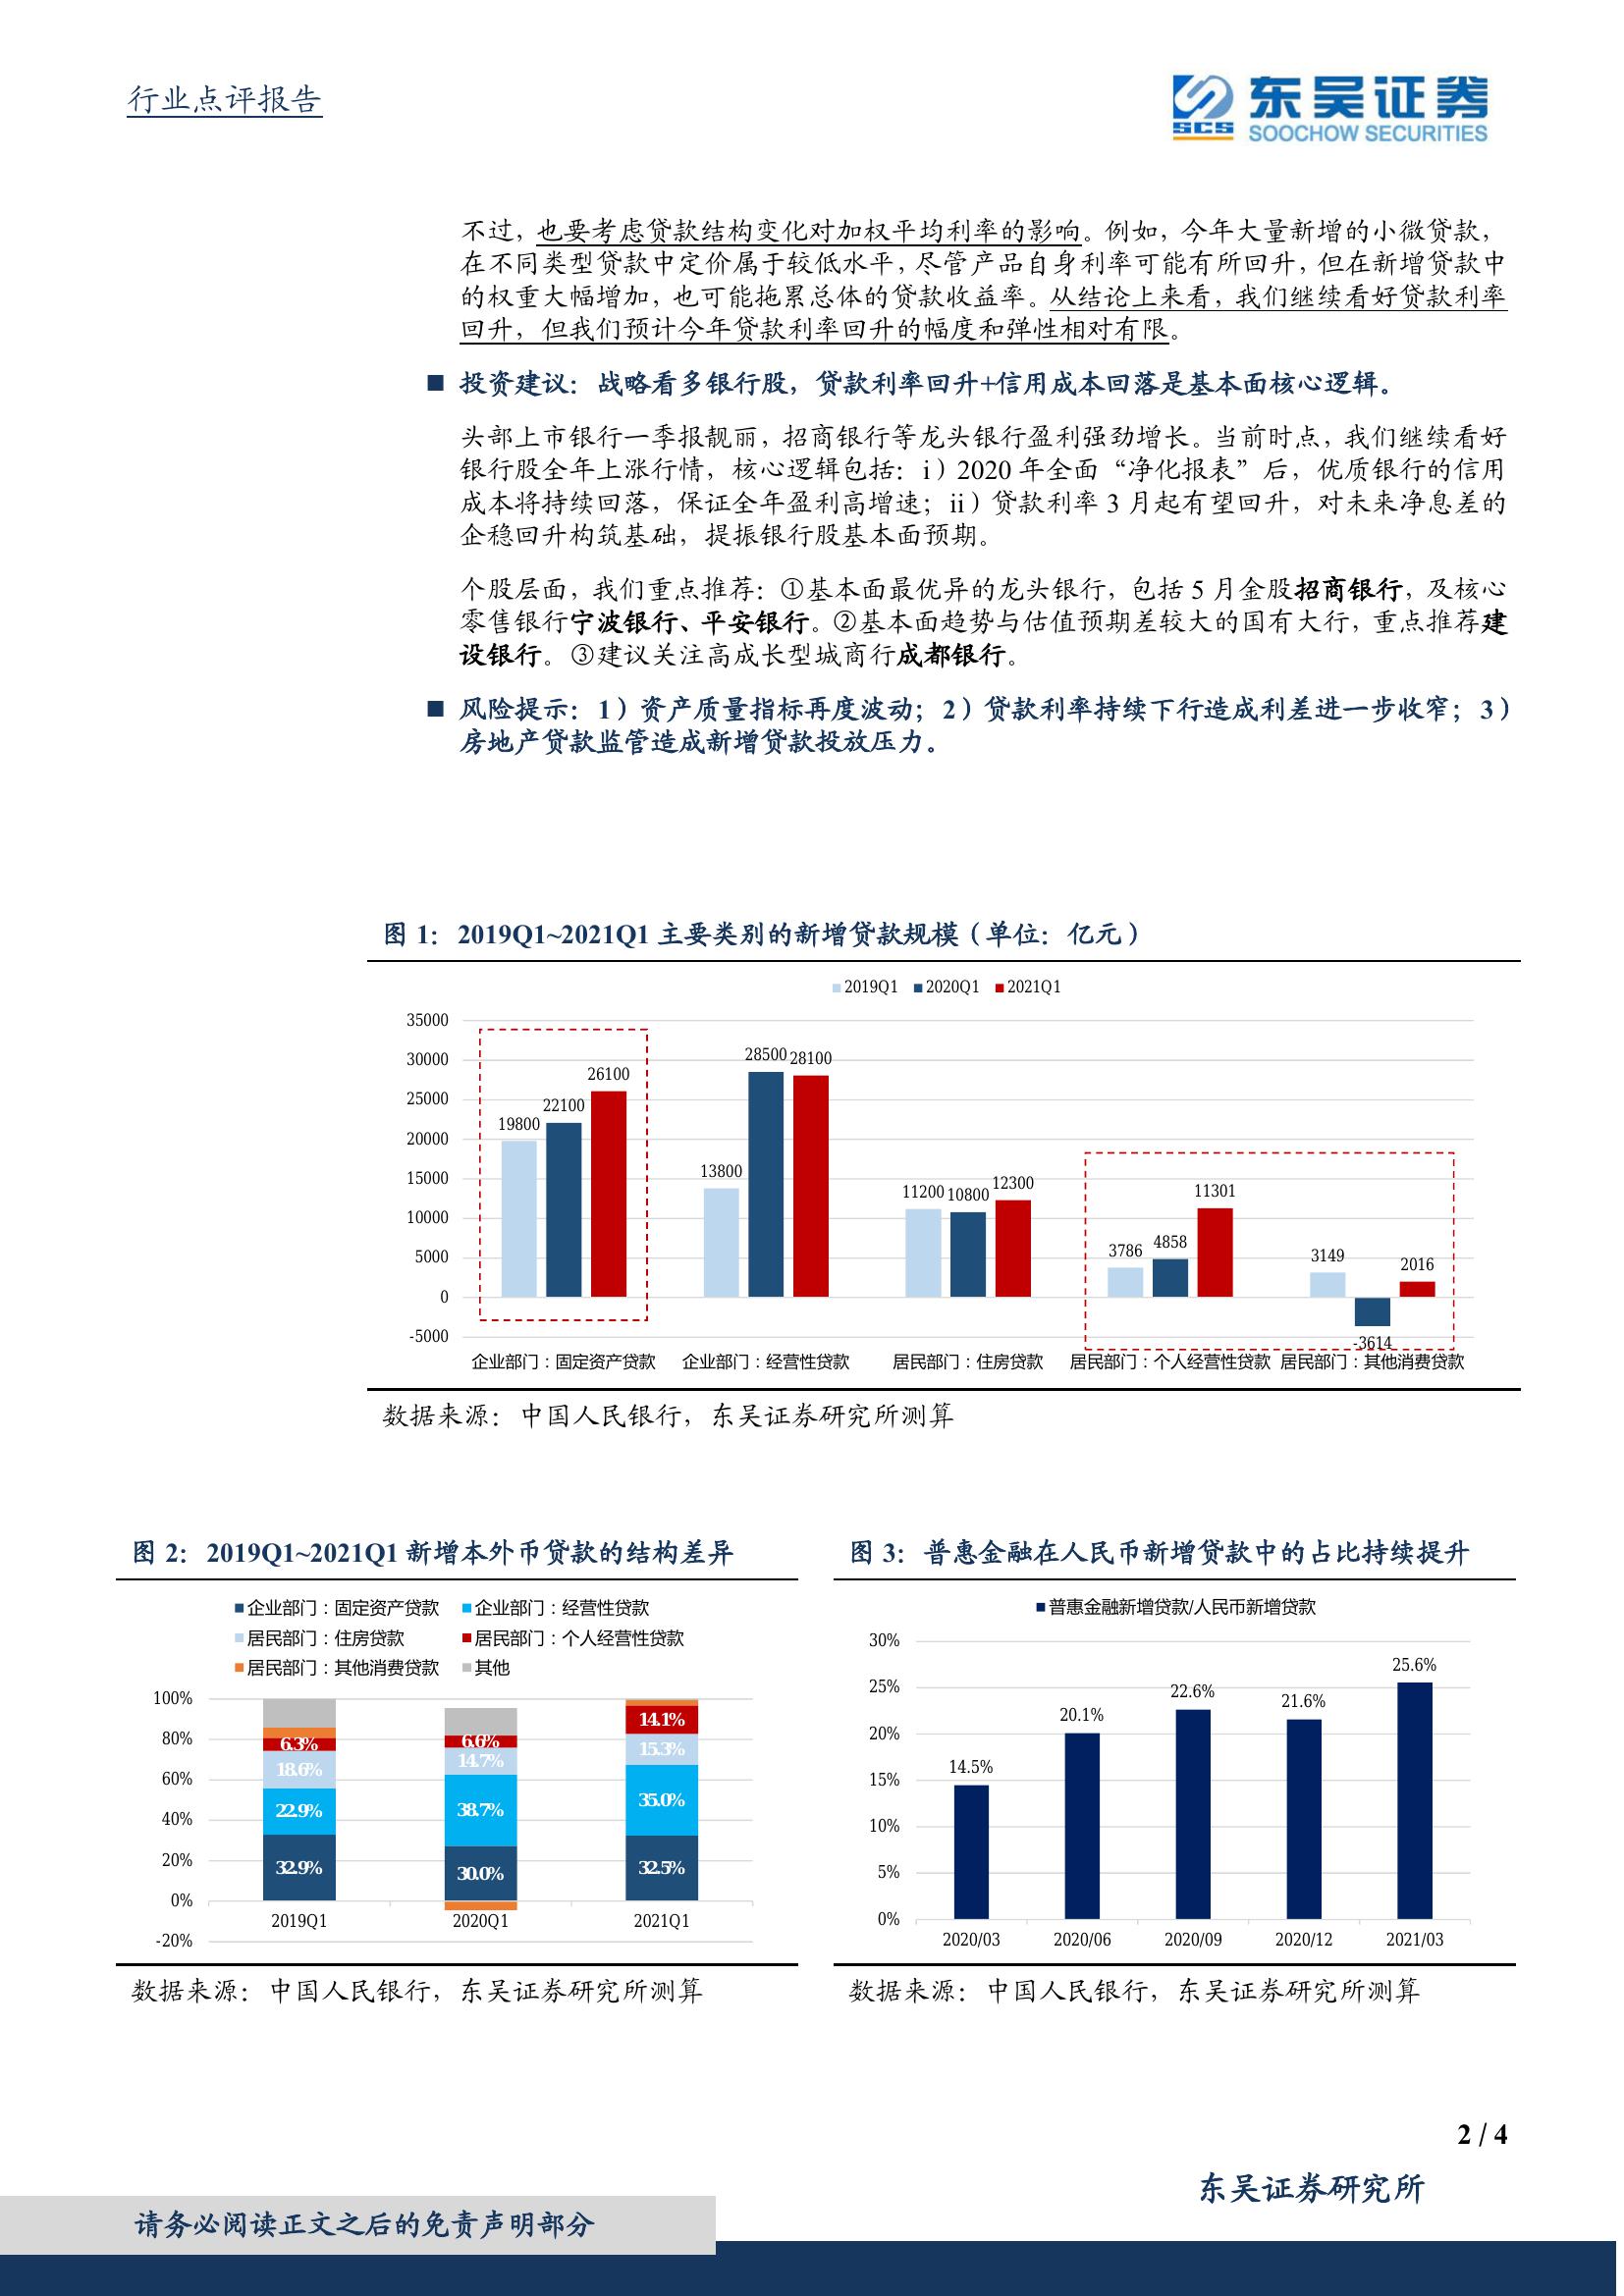 行业点评报告
东吴证券
SCS
SOOCHOW SECURITIES
不过，也要考虑贷款结构变化对加权平均利率的影响。例如，今年大量新增的小微贷款，
在不同类型贷款中定价属于较低水平，尽管产品自身利率可能有所回升，但在新增贷款中
的权重大幅增加，也可能拖累总体的贷款收益率。从结论上来看，我们继续看好贷款利率
回升，但我们预计今年贷款利率回升的幅度和弹性相对有限。
■ 投资建议：战略看多银行股，贷款利率回升+信用成本回落是基本面核心逻辑。
头部上市银行一季报靓丽，招商银行等龙头银行盈利强劲增长。当前时点，我们继续看好
银行股全年上涨行情，核心逻辑包括：i）2020 年全面“净化报表”后，优质银行的信用
成本将持续回落，保证全年盈利高增速；ii）贷款利率 3 月起有望回升，对未来净息差的
企稳回升构筑基础，提振银行股基本面预期。
个股层面，我们重点推荐：①基本面最优异的龙头银行，包括 5 月金股招商银行，及核心
零售银行宁波银行、平安银行。②基本面趋势与估值预期差较大的国有大行，重点推荐建
设银行。③建议关注高成长型城商行成都银行。
■ 风险提示：1）资产质量指标再度波动；2）贷款利率持续下行造成利差进一步收窄；3）
房地产贷款监管造成新增贷款投放压力。
图 1：2019Q1~2021Q1 主要类别的新增贷款规模（单位：亿元）
2019Q1 2020Q1 2021Q1
35000
30000
25000
20000
15000
10000
5000
0
-5000
19800 22100 26100
13800 28500 28100
11200 10800 12300
3786 4858 11301
3149 -3614 2016
企业部门：固定资产贷款 企业部门：经营性贷款 居民部门：住房贷款 居民部门：个人经营性贷款 居民部门：其他消费贷款
数据来源：中国人民银行，东吴证券研究所测算
图 2：2019Q1~2021Q1 新增本外币贷款的结构差异
企业部门：固定资产贷款 企业部门：经营性贷款
居民部门：住房贷款 居民部门：个人经营性贷款
居民部门：其他消费贷款 其他
100%
80%
60%
40%
20%
0%
-20%
6.3%
18.6%
22.9%
32.9%
6.6%
14.7%
38.7%
30.0%
14.1%
15.3%
35.0%
32.5%
2019Q1 2020Q1 2021Q1
数据来源：中国人民银行，东吴证券研究所测算
图 3：普惠金融在人民币新增贷款中的占比持续提升
普惠金融新增贷款/人民币新增贷款
30%
25%
20%
15%
10%
5%
0%
14.5% 20.1% 22.6% 21.6% 25.6%
2020/03 2020/06 2020/09 2020/12 2021/03
数据来源：中国人民银行，东吴证券研究所测算
2 / 4
东吴证券研究所
请务必阅读正文之后的免责声明部分